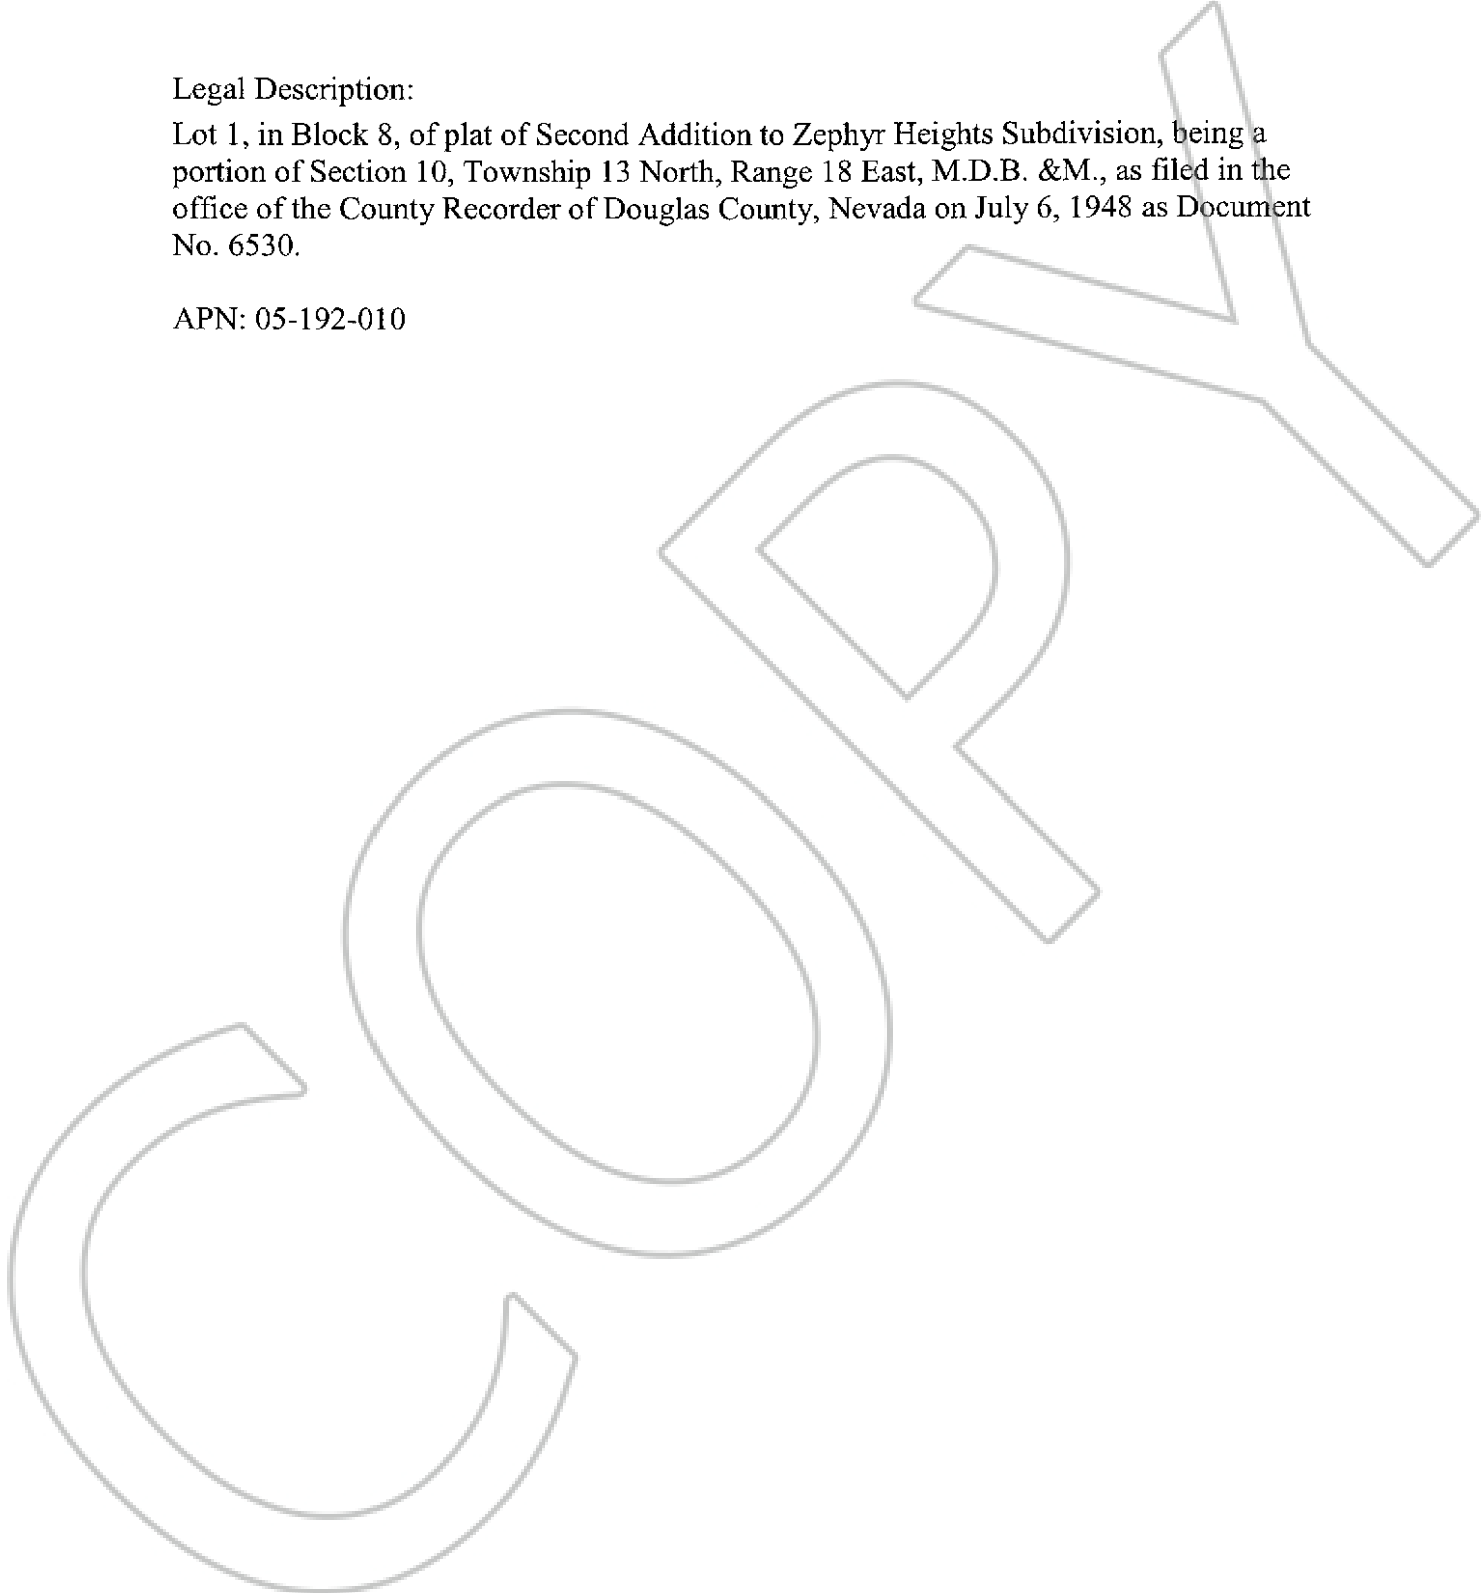 Legal Description:
Lot 1, in Block 8, of plat of Second Addition to Zephyr Heights Subdivision, being a
portion of Section 10, Township 13 North, Range 18 East, M.D.B. &M., as filed in the
office of the County Recorder of Douglas County, Nevada on July 6, 1948 as Document
No. 6530.
APN: 05-192-010
COPY